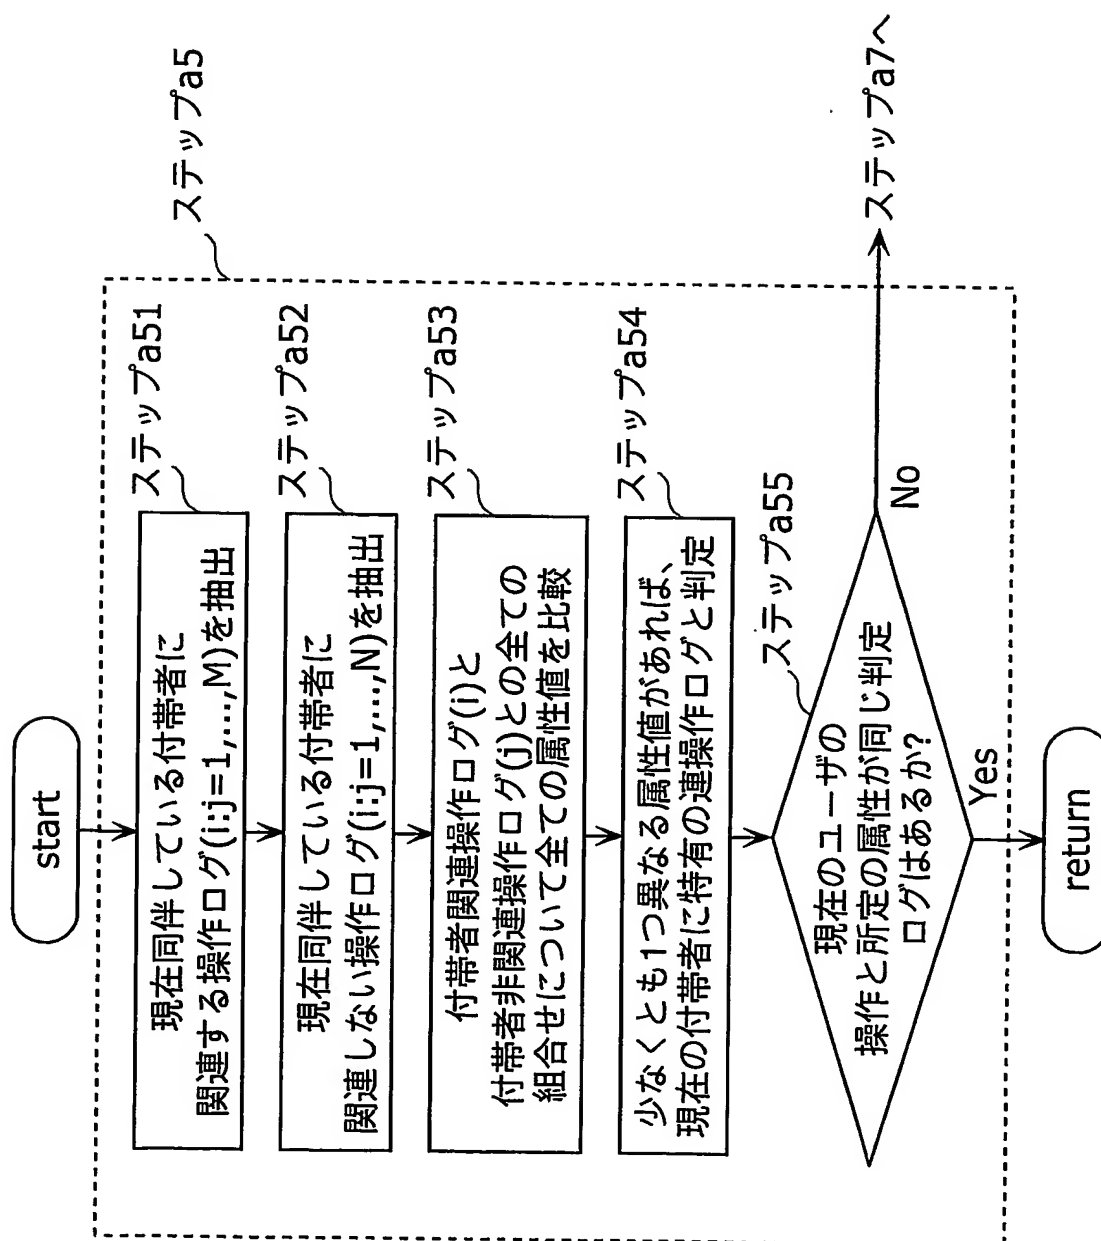 start
ステップa5
ステップa51
現在同伴している付帯者に
関連する操作ログ(i:j=1,...,M)を抽出
ステップa52
現在同伴している付帯者に
関連しない操作ログ(i:j=1,...,N)を抽出
ステップa53
付帯者関連操作ログ(i)と
付帯者非関連操作ログ(j)との全ての
組合せについて全ての属性値を比較
ステップa54
少なくとも1つ異なる属性値があれば、
現在の付帯者に特有の連操作ログと判定
ステップa55
現在のユーザの
操作と所定の属性が同じ判定
ログはあるか?
No
ステップa7へ
Yes
return